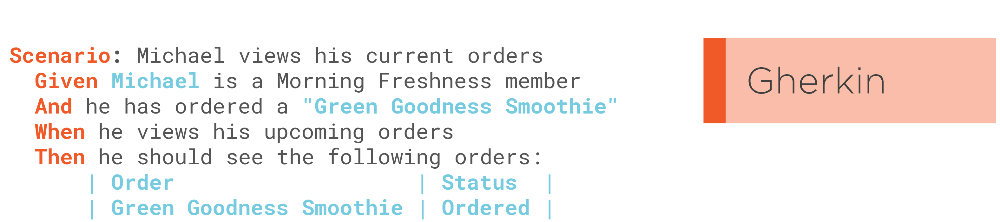 Scenario: Michael views his current orders
Given Michael is a Morning Freshness member
And he has ordered a "Green Goodness Smoothie"
When he views his upcoming orders
Then he should see the following orders:
| Order | Status |
| Green Goodness Smoothie | Ordered |
Gherkin